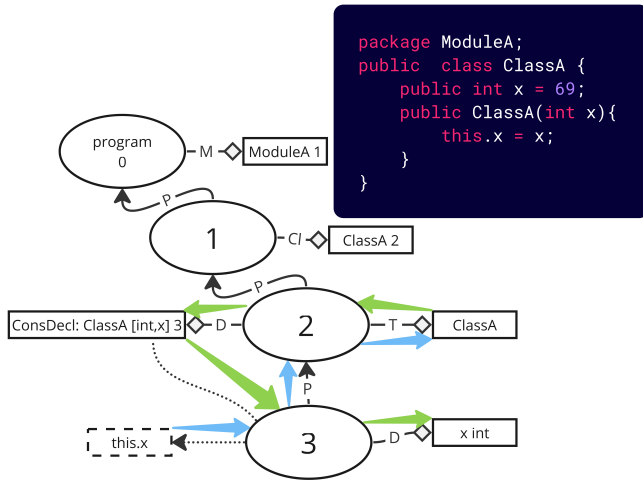 package ModuleA;
public  class ClassA {
    public int x = 69;
    public ClassA(int x){
        this.x = x;
    }
}
program
0
M
ModuleA 1
P
1
Cl
ClassA 2
P
ConsDecl: ClassA [int,x] 3
D
2
T
ClassA
P
this.x
3
D
x int